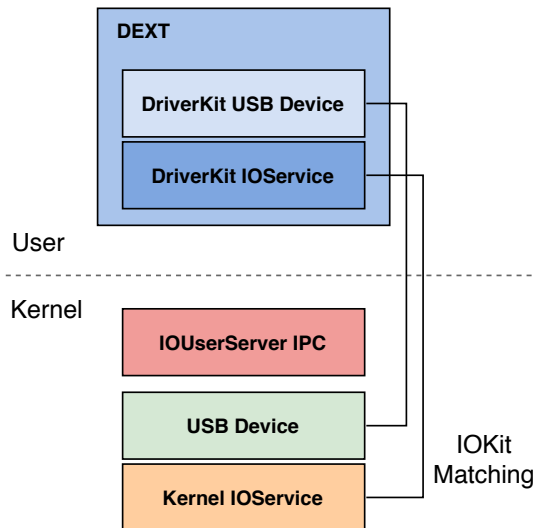 DEXT
DriverKit USB Device
DriverKit IOService
User
Kernel
IOUserServer IPC
USB Device
Kernel IOService
IOKit
Matching